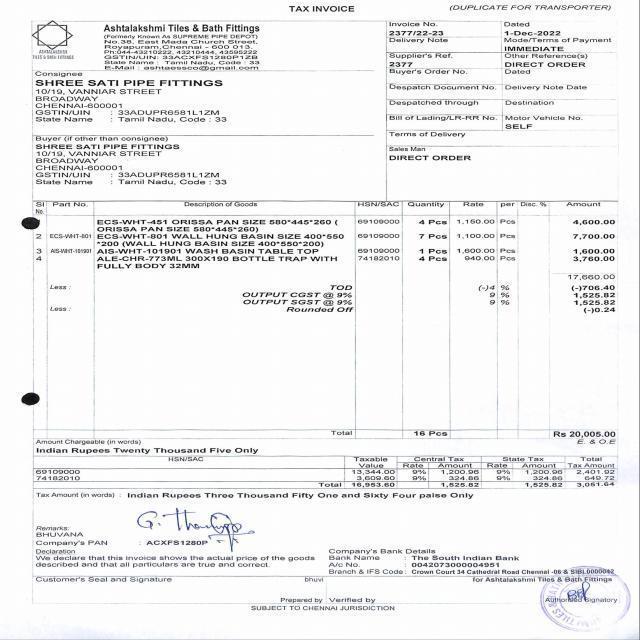 TAX INVOICE
(DUPLICATE FOR TRANSPORTER)
ASHTALAKSHMI
TILES & BATH FITTINGS
Ashtalakshmi Tiles & Bath Fittings
(Formerly Known As SUPREME PIPE DEPOT)
No.38, East Mada Church Street,
Royapuram,Chennai - 600 013.
Ph:044-43210222, 43210444, 43595222
GSTIN/UIN: 33ACXFS1280P1ZB
State Name : Tamil Nadu, Code : 33
E-Mail : ashtaessco@gmail.com
Invoice No.
2377/22-23
Dated
1-Dec-2022
Delivery Note
Mode/Terms of Payment
IMMEDIATE
Supplier's Ref.
2377
Other Reference(s)
DIRECT ORDER
Buyer's Order No.
Dated
Despatch Document No.
Delivery Note Date
Despatched through
Destination
Bill of Lading/LR-RR No.
Motor Vehicle No.
SELF
Terms of Delivery
Sales Man
DIRECT ORDER
Consignee
SHREE SATI PIPE FITTINGS
10/19, VANNIAR STREET
BROADWAY
CHENNAI-600001
GSTIN/UIN : 33ADUPR6581L1ZM
State Name : Tamil Nadu, Code : 33
Buyer (if other than consignee)
SHREE SATI PIPE FITTINGS
10/19, VANNIAR STREET
BROADWAY
CHENNAI-600001
GSTIN/UIN : 33ADUPR6581L1ZM
State Name : Tamil Nadu, Code : 33
Sl No. Part No. Description of Goods HSN/SAC Quantity Rate per Disc. % Amount
ECS-WHT-451 ORISSA PAN SIZE 580*445*260 ( 69109000 4 Pcs 1,150.00 Pcs 4,600.00
ORISSA PAN SIZE 580*445*260)
2 ECS-WHT-801 ECS-WHT-801 WALL HUNG BASIN SIZE 400*550 69109000 7 Pcs 1,100.00 Pcs 7,700.00
*200 (WALL HUNG BASIN SIZE 400*550*200)
3 AIS-WHT-101901 AIS-WHT-101901 WASH BASIN TABLE TOP 69109000 1 Pcs 1,600.00 Pcs 1,600.00
4 ALE-CHR-773ML 300X190 BOTTLE TRAP WITH 74182010 4 Pcs 940.00 Pcs 3,760.00
FULLY BODY 32MM
17,660.00
Less : TOD (-)4 % (-)706.40
OUTPUT CGST @ 9% 9 % 1,525.82
OUTPUT SGST @ 9% 9 % 1,525.82
Less : Rounded Off (-)0.24
Total 16 Pcs Rs 20,005.00
Amount Chargeable (in words)
E. & O.E
Indian Rupees Twenty Thousand Five Only
HSN/SAC Taxable Value Central Tax Rate Amount State Tax Rate Amount Total Tax Amount
69109000 13,344.00 9% 1,200.96 9% 1,200.96 2,401.92
74182010 3,609.60 9% 324.86 9% 324.86 649.72
Total 16,953.60 1,525.82 1,525.82 3,051.64
Tax Amount (in words) : Indian Rupees Three Thousand Fifty One and Sixty Four paise Only
Remarks:
BHUVANA
Company's PAN : ACXFS1280P
Declaration
We declare that this invoice shows the actual price of the goods
described and that all particulars are true and correct.
Company's Bank Details
Bank Name : The South Indian Bank
A/c No. : 0042073000004951
Branch & IFS Code : Crown Court 34 Cathedral Road Chennai -06 & SIBL0000042
Customer's Seal and Signature
bhuvi
for Ashtalakshmi Tiles & Bath Fittings
Prepared by Verified by
Authorised Signatory
SUBJECT TO CHENNAI JURISDICTION